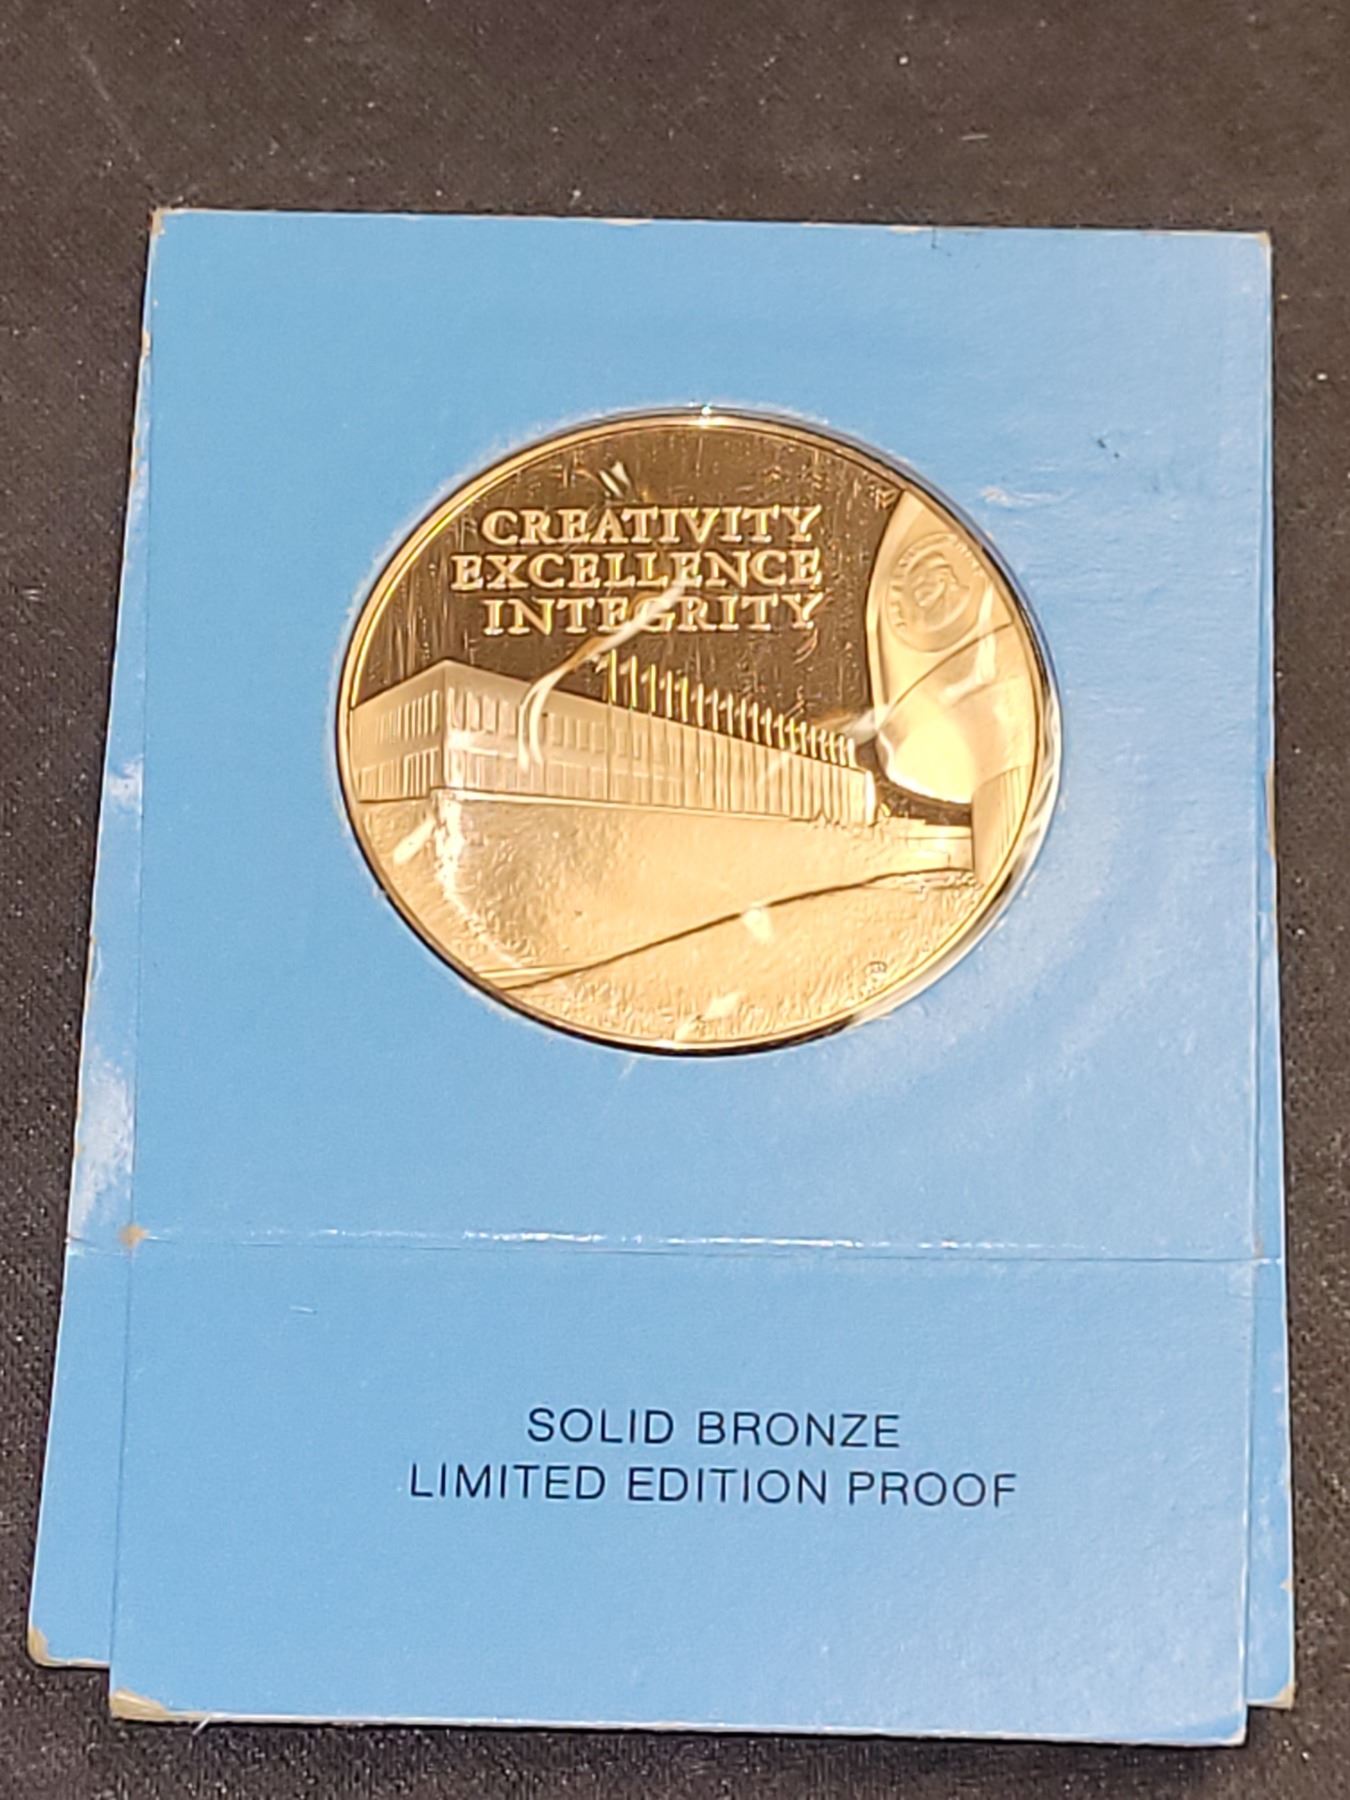 CREATIVITY
EXCELLENCE
INTEGRITY
SOLID BRONZE
LIMITED EDITION PROOF